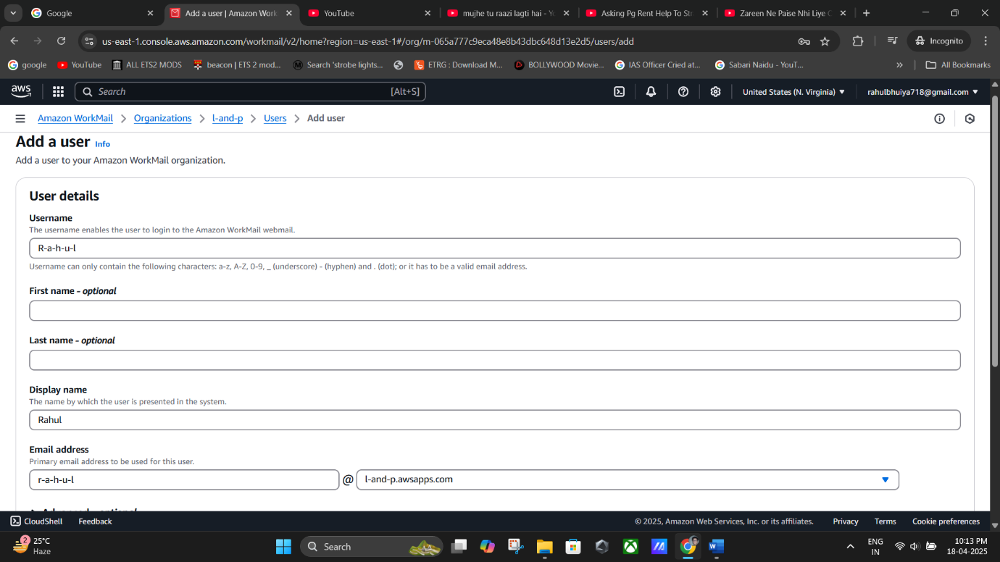 Google
Add a user | Amazon Work
YouTube
mujhe tu raazi lagti hai - Yo
Asking Pg Rent Help To Str
Zareen Ne Paise Nhi Liye
us-east-1.console.aws.amazon.com/workmail/v2/home?region=us-east-1#/org/m-065a777c9eca48e8b43dbc648d13e2d5/users/add
Incognito
google
YouTube
ALL ETS2 MODS
beacon | ETS 2 mod...
Search 'strobe lights...
ETRG : Download M...
BOLLYWOOD Movie...
IAS Officer Cried at...
Sabari Naidu - YouT...
All Bookmarks
aws
Search [Alt+S]
United States (N. Virginia)
rahulbhuiya718@gmail.com
Amazon WorkMail
Organizations
l-and-p
Users
Add user
Add a user Info
Add a user to your Amazon WorkMail organization.
User details
Username
The username enables the user to login to the Amazon WorkMail webmail.
R-a-h-u-l
Username can only contain the following characters: a-z, A-Z, 0-9, _ (underscore) - (hyphen) and . (dot); or it has to be a valid email address.
First name - optional
Last name - optional
Display name
The name by which the user is presented in the system.
Rahul
Email address
Primary email address to be used for this user.
r-a-h-u-l @ l-and-p.awsapps.com
CloudShell
Feedback
© 2025, Amazon Web Services, Inc. or its affiliates.
Privacy
Terms
Cookie preferences
2
25°C
Haze
Search
ENG
IN
10:13 PM
18-04-2025